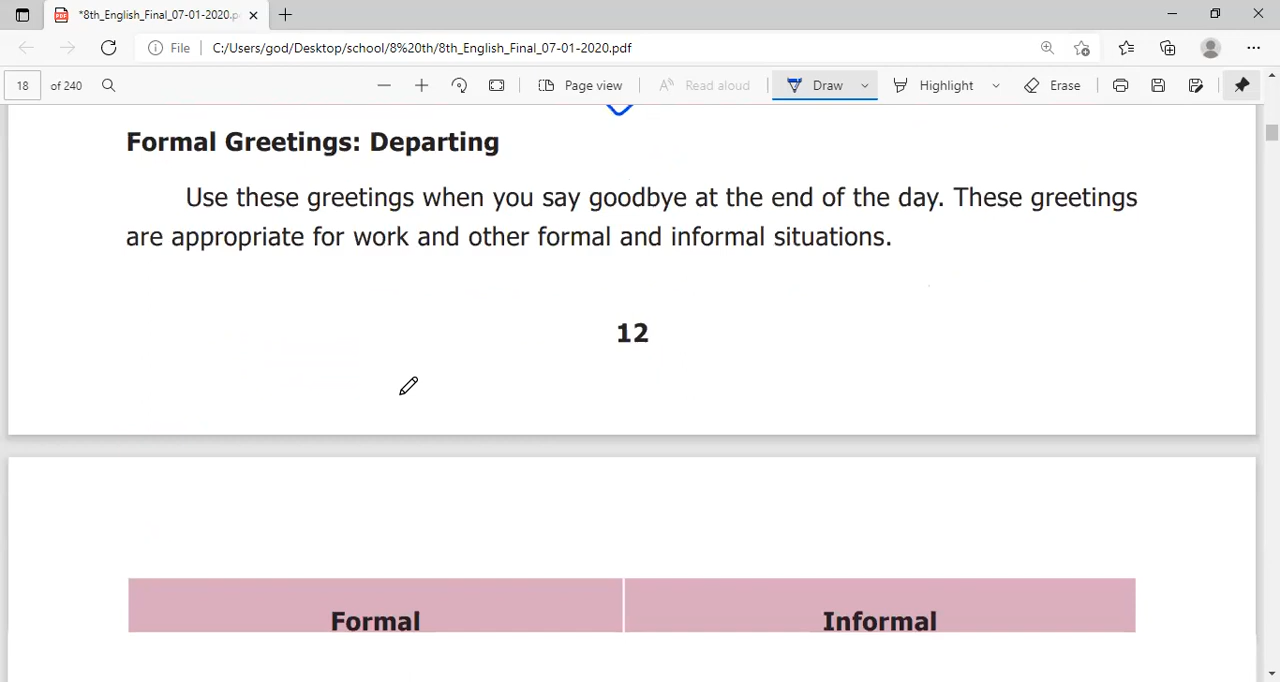 *8th_English_Final_07-01-2020.p
File
C:/Users/god/Desktop/school/8%20th/8th_English_Final_07-01-2020.pdf
18 of 240
Page view
Read aloud
Draw
Highlight
Erase
Formal Greetings: Departing
Use these greetings when you say goodbye at the end of the day. These greetings
are appropriate for work and other formal and informal situations.
12
Formal Informal